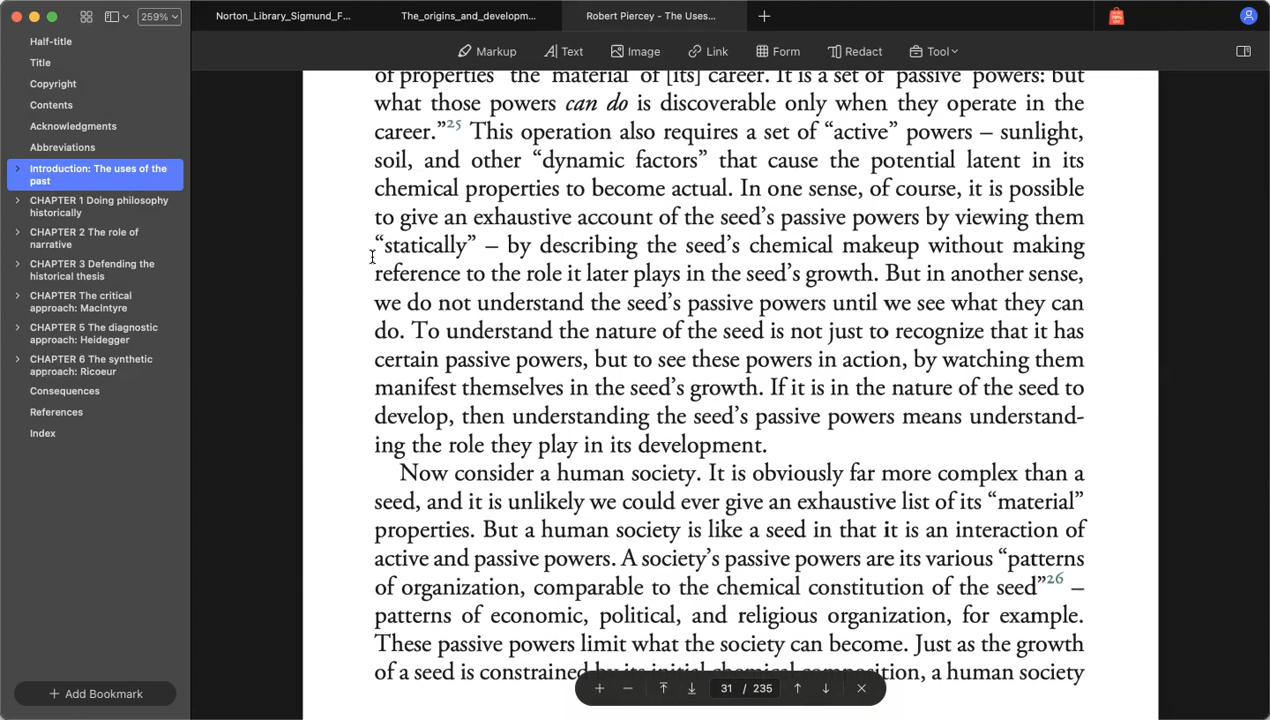 259%
Norton_Library_Sigmund_F...
The_origins_and_developm...
Robert Piercey - The Uses...
Markup
Text
Image
Link
Form
Redact
Tool
Half-title
Title
Copyright
Contents
Acknowledgments
Abbreviations
Introduction: The uses of the
past
CHAPTER 1 Doing philosophy
historically
CHAPTER 2 The role of
narrative
CHAPTER 3 Defending the
historical thesis
CHAPTER The critical
approach: MacIntyre
CHAPTER 5 The diagnostic
approach: Heidegger
CHAPTER 6 The synthetic
approach: Ricoeur
Consequences
References
Index
+ Add Bookmark
of properties the material of [its] career. It is a set of passive powers: but
what those powers can do is discoverable only when they operate in the
career.”25 This operation also requires a set of “active” powers – sunlight,
soil, and other “dynamic factors” that cause the potential latent in its
chemical properties to become actual. In one sense, of course, it is possible
to give an exhaustive account of the seed’s passive powers by viewing them
“statically” – by describing the seed’s chemical makeup without making
reference to the role it later plays in the seed’s growth. But in another sense,
we do not understand the seed’s passive powers until we see what they can
do. To understand the nature of the seed is not just to recognize that it has
certain passive powers, but to see these powers in action, by watching them
manifest themselves in the seed’s growth. If it is in the nature of the seed to
develop, then understanding the seed’s passive powers means understand-
ing the role they play in its development.
Now consider a human society. It is obviously far more complex than a
seed, and it is unlikely we could ever give an exhaustive list of its “material”
properties. But a human society is like a seed in that it is an interaction of
active and passive powers. A society’s passive powers are its various “patterns
of organization, comparable to the chemical constitution of the seed”26 –
patterns of economic, political, and religious organization, for example.
These passive powers limit what the society can become. Just as the growth
of a seed is constrained by its initial chemical composition, a human society
31 / 235